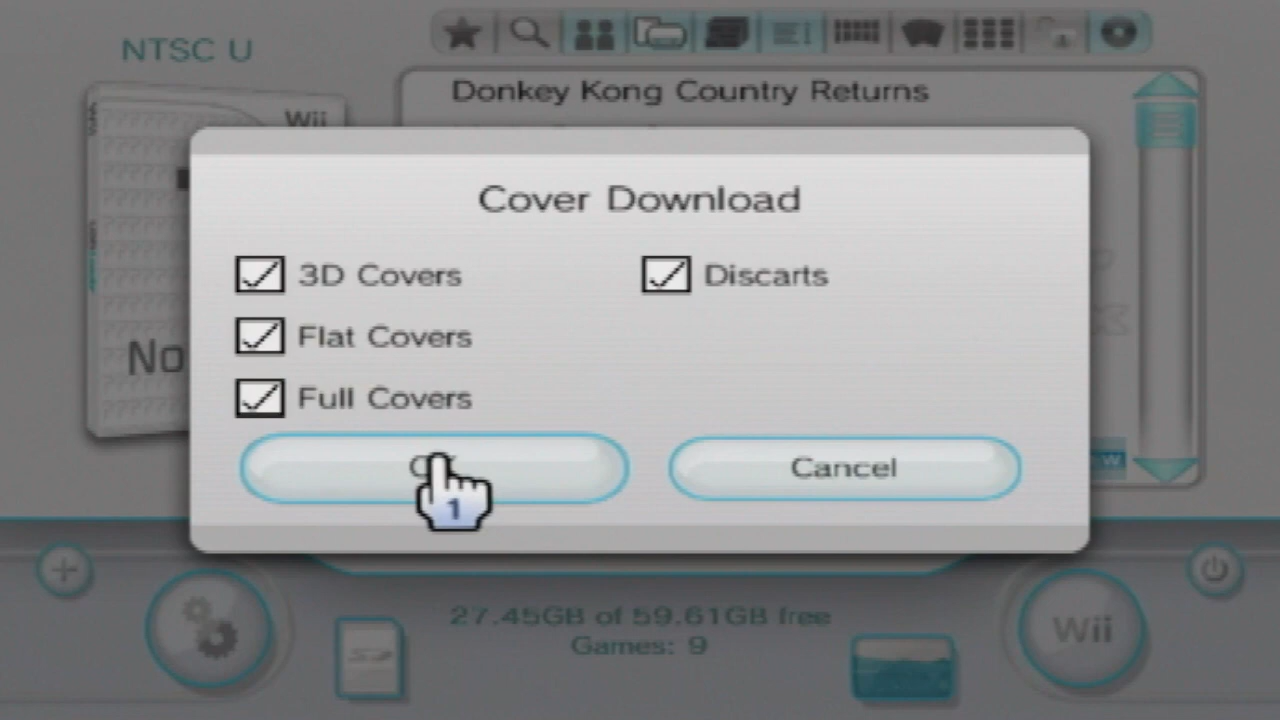 NTSC U
Donkey Kong Country Returns
Wii
Cover Download
3D Covers
Discarts
Flat Covers
Full Covers
No
Cancel
1
27.45GB of 59.61GB free
Games: 9
Wii